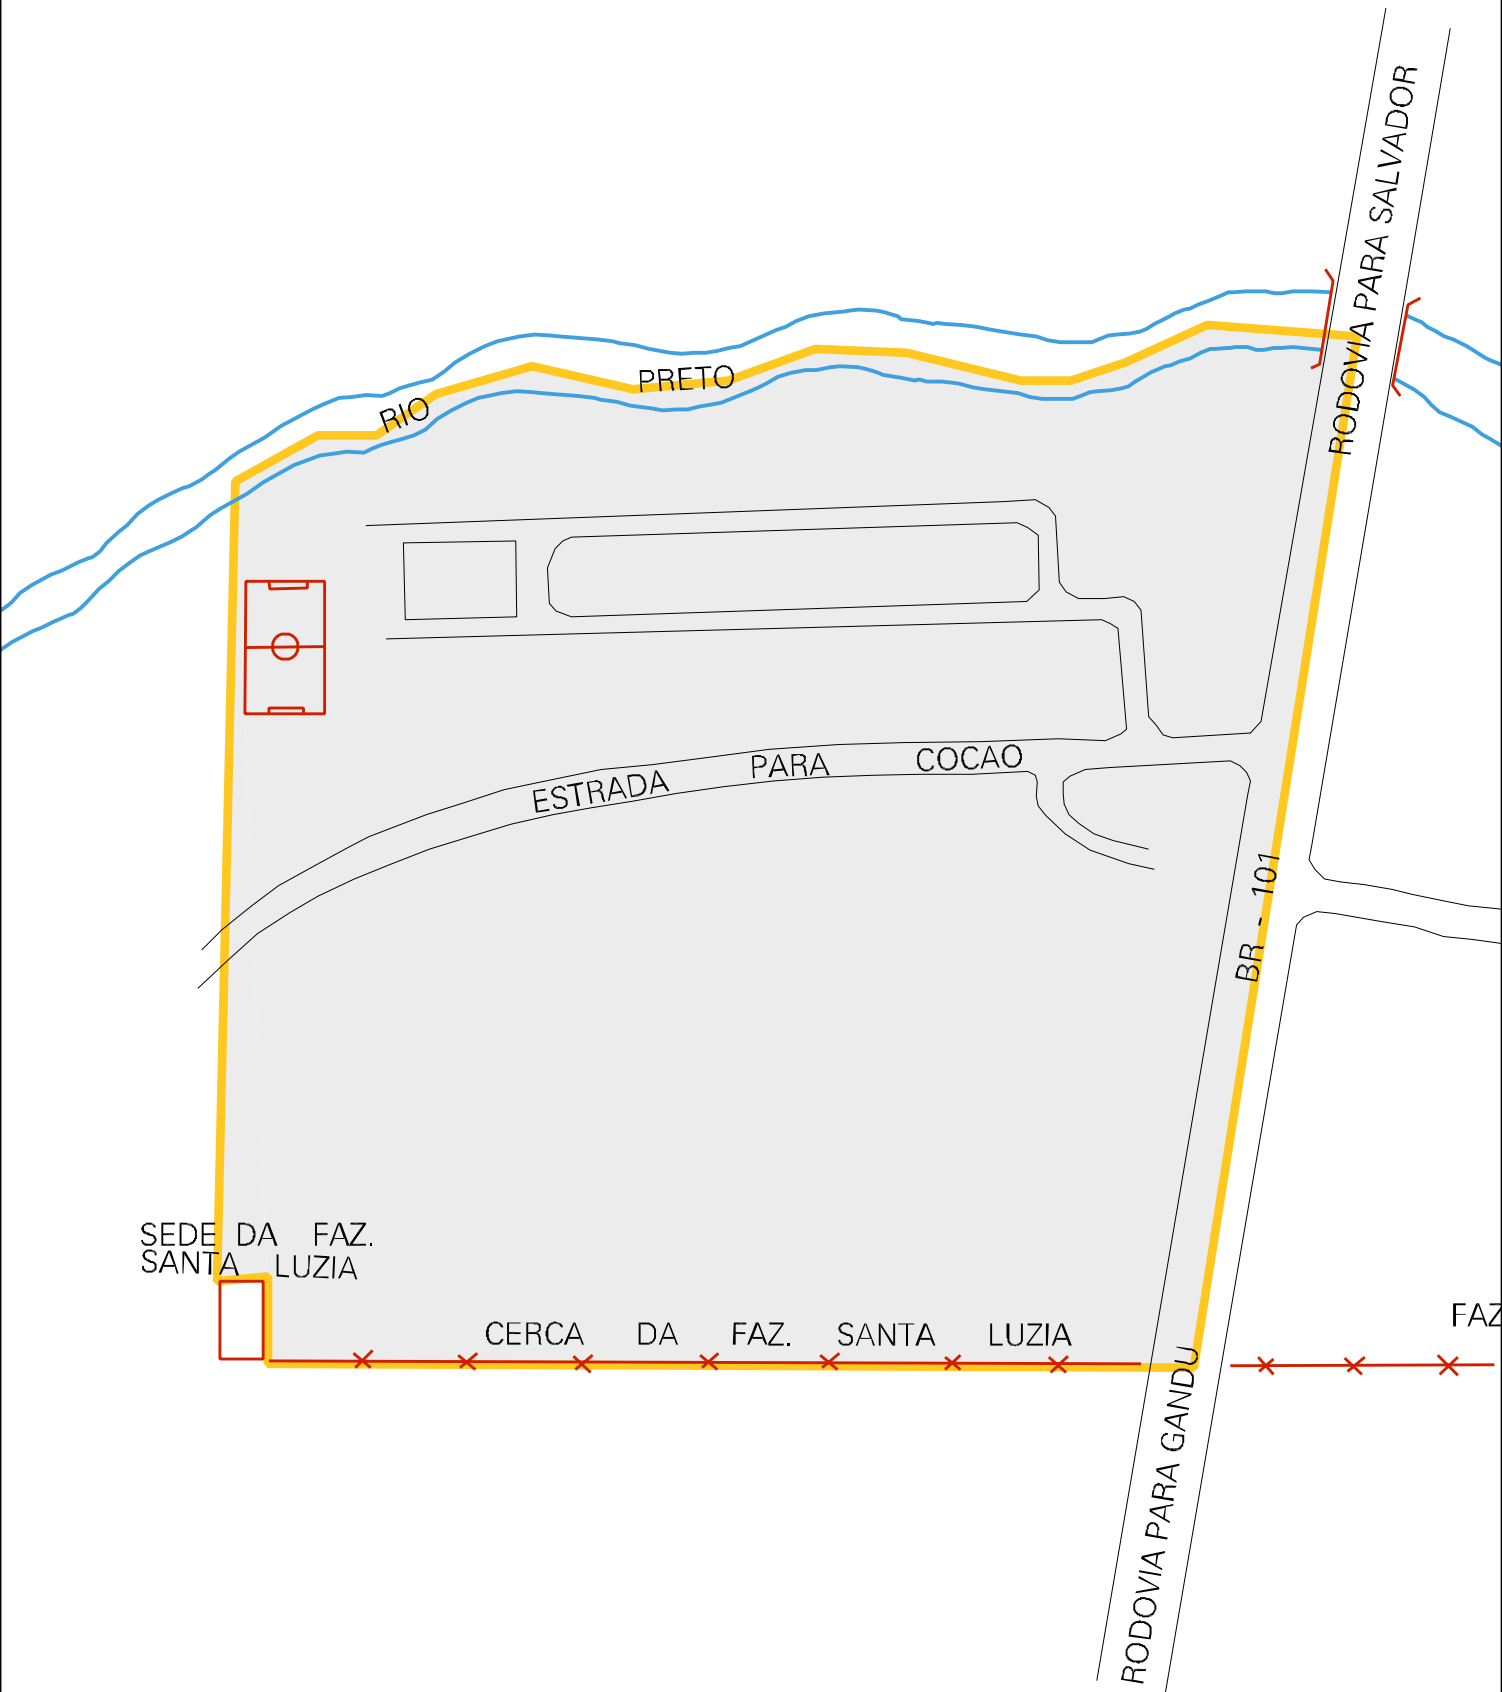 RODOVIA PARA SALVADOR
RIO PRETO
ESTRADA PARA COCAO
BR - 101
SEDE DA FAZ.
SANTA LUZIA
CERCA DA FAZ. SANTA LUZIA
FAZ
RODOVIA PARA GANDU